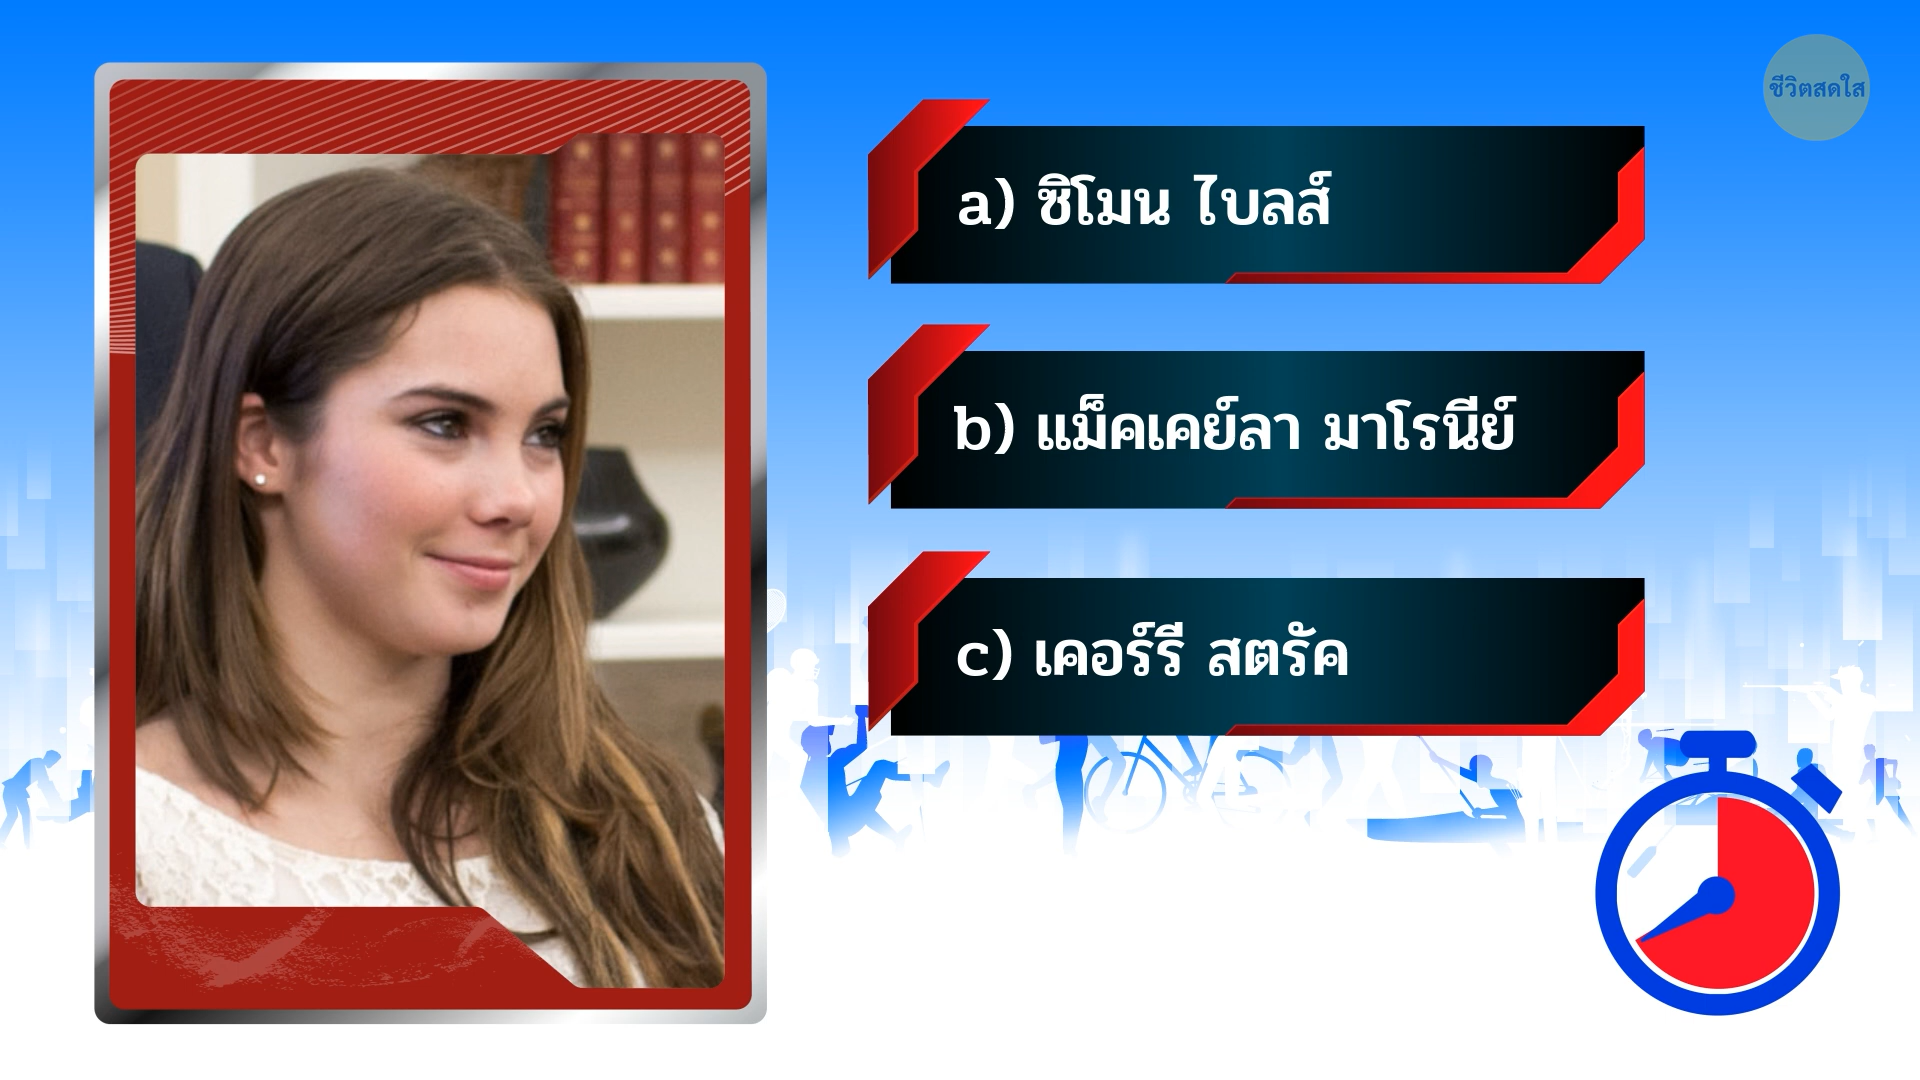 ชีวิตสดใส
a) ซิโมน ไบลส์
b) แม็คเคย์ลา มาโรนีย์
c) เคอร์รี สตรัค